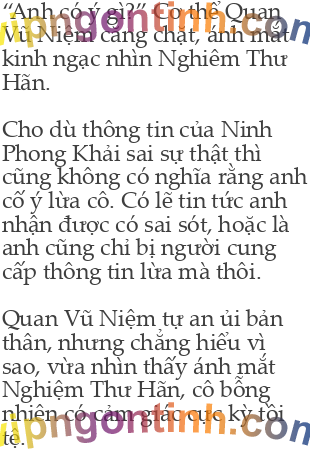 “Anh có ý gì?” Cơ thể Quan
vipngontinh.com
Vũ Niệm căng chặt, ánh mắt
kinh ngạc nhìn Nghiêm Thư
Hãn.
Cho dù thông tin của Ninh
Phong Khải sai sự thật thì
cũng không có nghĩa rằng anh
cố ý lừa cô. Có lẽ tin tức anh
nhận được có sai sót, hoặc là
anh cũng chỉ bị người cung
cấp thông tin lừa mà thôi.
Quan Vũ Niệm tự an ủi bản
thân, nhưng chẳng hiểu vì
sao, vừa nhìn thấy ánh mắt
Nghiệm Thư Hãn, cô bỗng
nhiên có cảm giác cực kỳ tồi
vipngontinh.com
tệ.